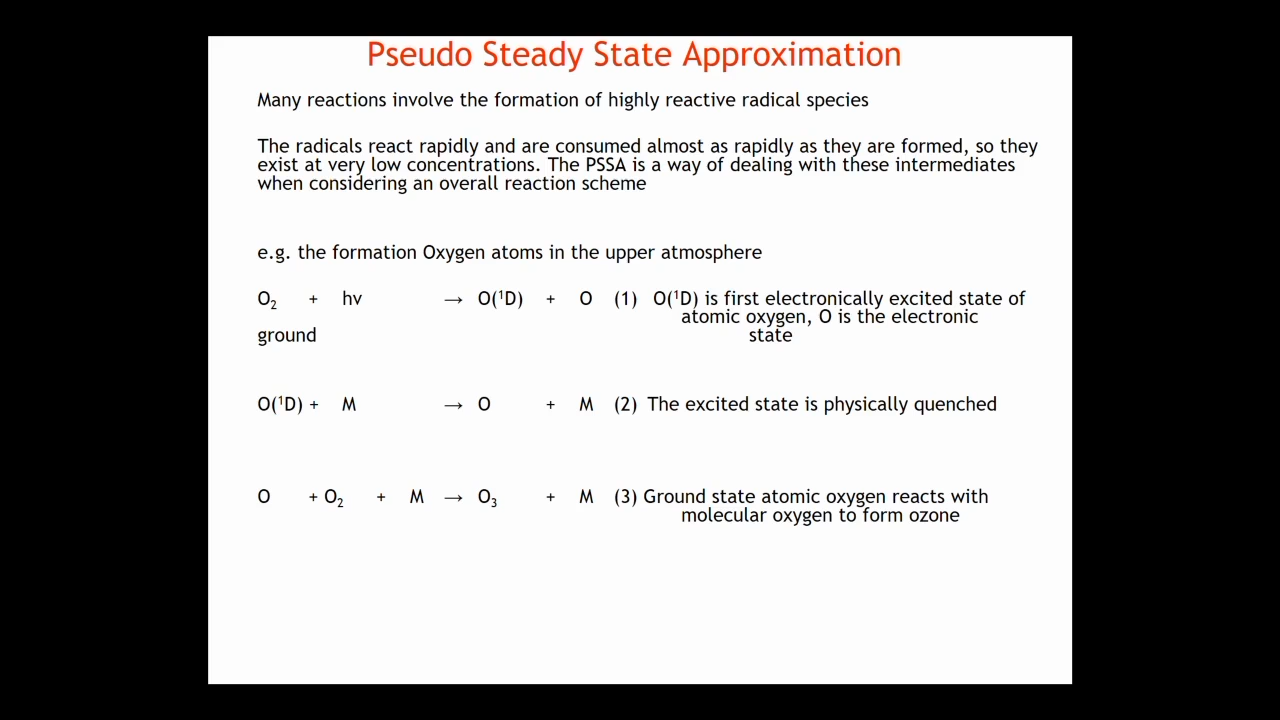 Pseudo Steady State Approximation
Many reactions involve the formation of highly reactive radical species
The radicals react rapidly and are consumed almost as rapidly as they are formed, so they
exist at very low concentrations. The PSSA is a way of dealing with these intermediates
when considering an overall reaction scheme
e.g. the formation Oxygen atoms in the upper atmosphere
O₂ + hv → O(¹D) + O (1) O(¹D) is first electronically excited state of
atomic oxygen, O is the electronic
ground state
O(¹D) + M → O + M (2) The excited state is physically quenched
O + O₂ + M → O₃ + M (3) Ground state atomic oxygen reacts with
molecular oxygen to form ozone